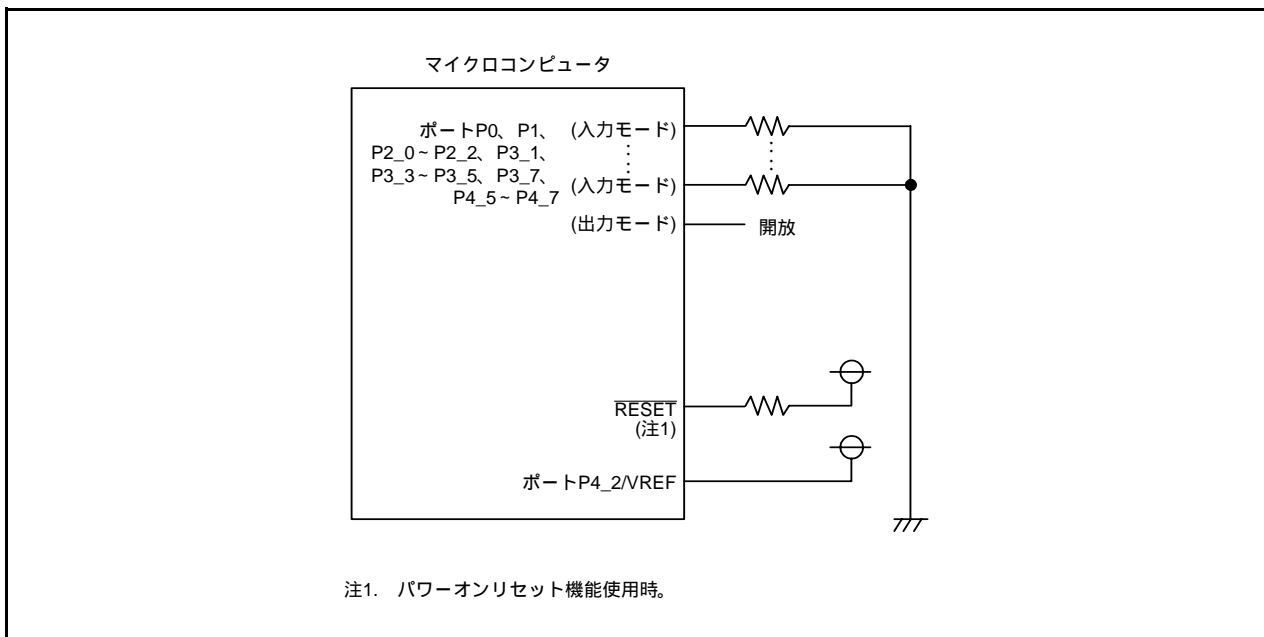 マイクロコンピュータ
ポートP0、P1、 (入力モード)
P2_0～P2_2、P3_1、
P3_3～P3_5、P3_7、 (入力モード)
P4_5～P4_7
(出力モード) 開放
RESET
(注1)
ポートP4_2/VREF
注1. パワーオンリセット機能使用時。